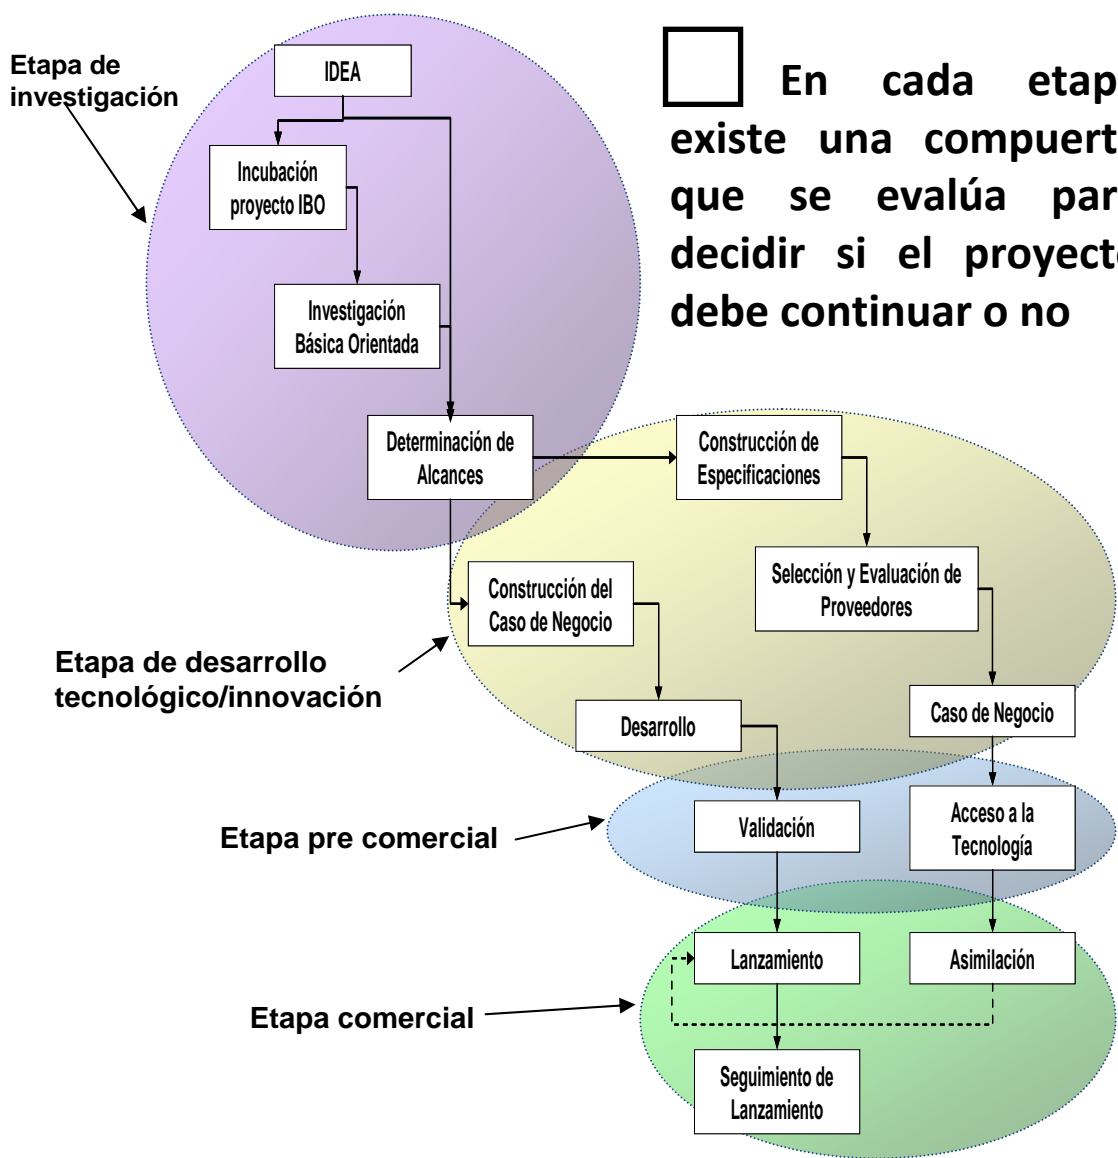 Etapa de
investigación
IDEA
Incubación
proyecto IBO
Investigación
Básica Orientada
Determinación de
Alcances
En cada etap
existe una compuert
que se evalúa par
decidir si el proyecto
debe continuar o no
Construcción de
Especificaciones
Selección y Evaluación de
Proveedores
Construcción del
Caso de Negocio
Etapa de desarrollo
tecnológico/innovación
Desarrollo
Caso de Negocio
Etapa pre comercial
Validación
Acceso a la
Tecnología
Lanzamiento
Asimilación
Etapa comercial
Seguimiento de
Lanzamiento